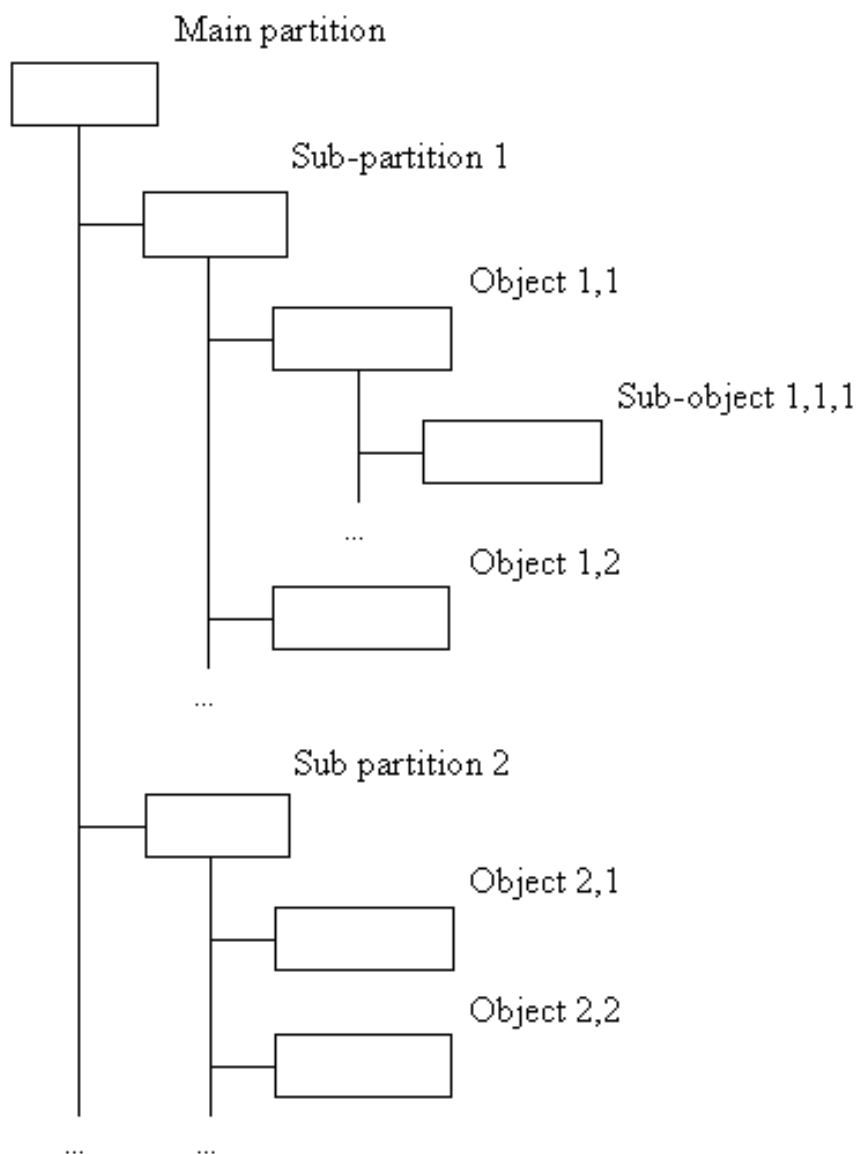 Main partition
Sub-partition 1
Object 1,1
Sub-object 1,1,1
...
Object 1,2
...
Sub partition 2
Object 2,1
Object 2,2
... ...